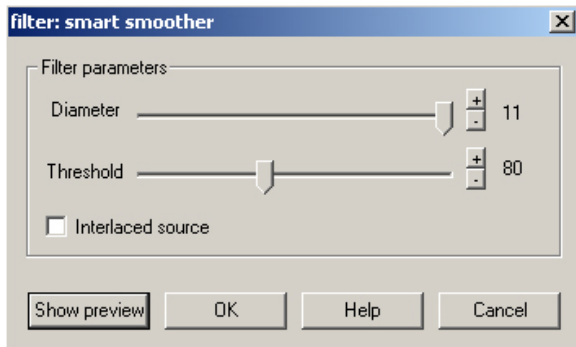 filter: smart smoother
Filter parameters
Diameter + - 11
Threshold + - 80
Interlaced source
Show preview OK Help Cancel